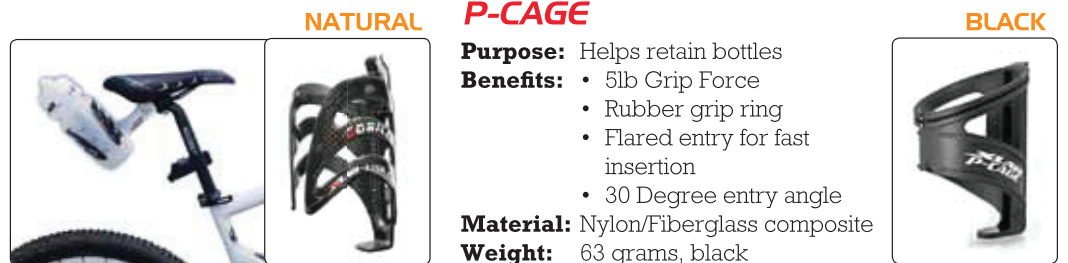 NATURAL
P-CAGE
BLACK
Purpose: Helps retain bottles
Benefits: • 5lb Grip Force
• Rubber grip ring
• Flared entry for fast
insertion
• 30 Degree entry angle
Material: Nylon/Fiberglass composite
Weight: 63 grams, black
P-CAGE